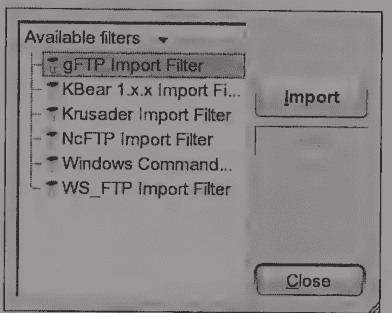 Available filters
gFTP Import Filter
KBear 1.x.x Import Fi...
Krusader Import Filter
NcFTP Import Filter
Windows Command...
WS_FTP Import Filter
Import
Close